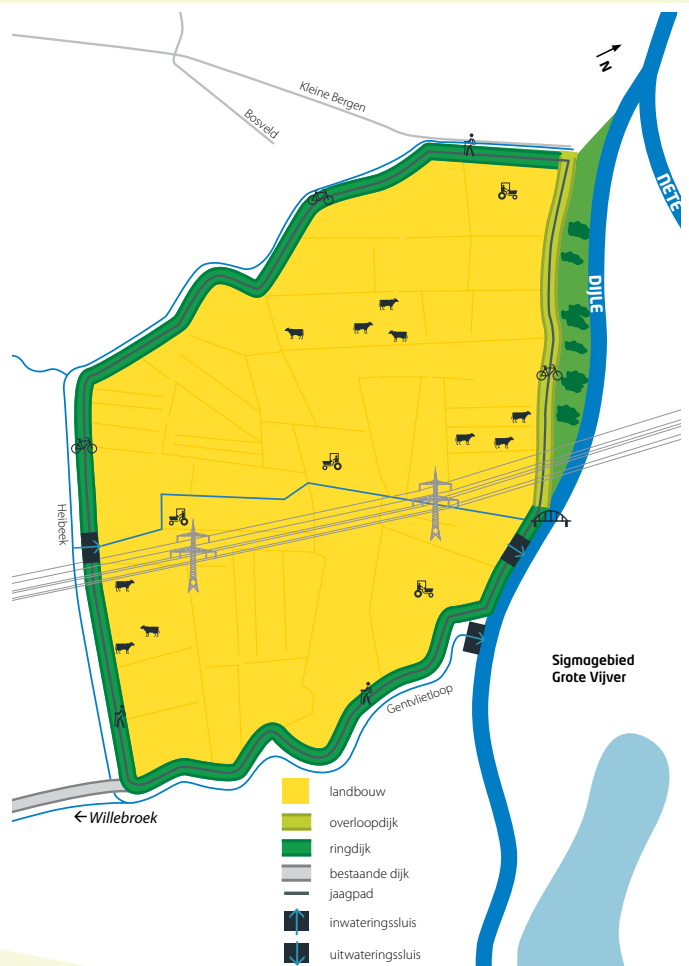 N
Kleine Bergen
Bosveld
NETE
DIJLE
Heibeek
Sigmagebied
Grote Vijver
Gentvlietloop
Willebroek
landbouw
overloopdijk
ringdijk
bestaande dijk
jaagpad
inwateringssluis
uitwateringssluis